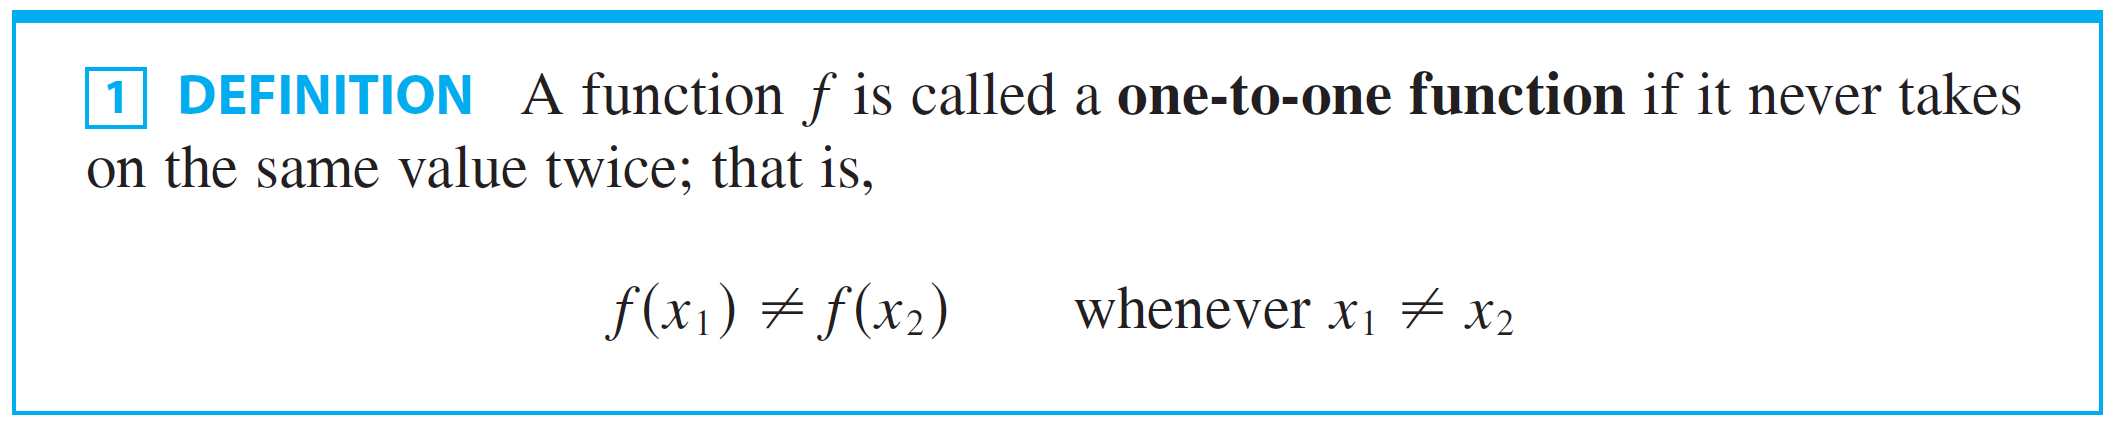 1 DEFINITION A function f is called a one-to-one function if it never takes
on the same value twice; that is,
f(x₁) ≠ f(x₂) whenever x₁ ≠ x₂